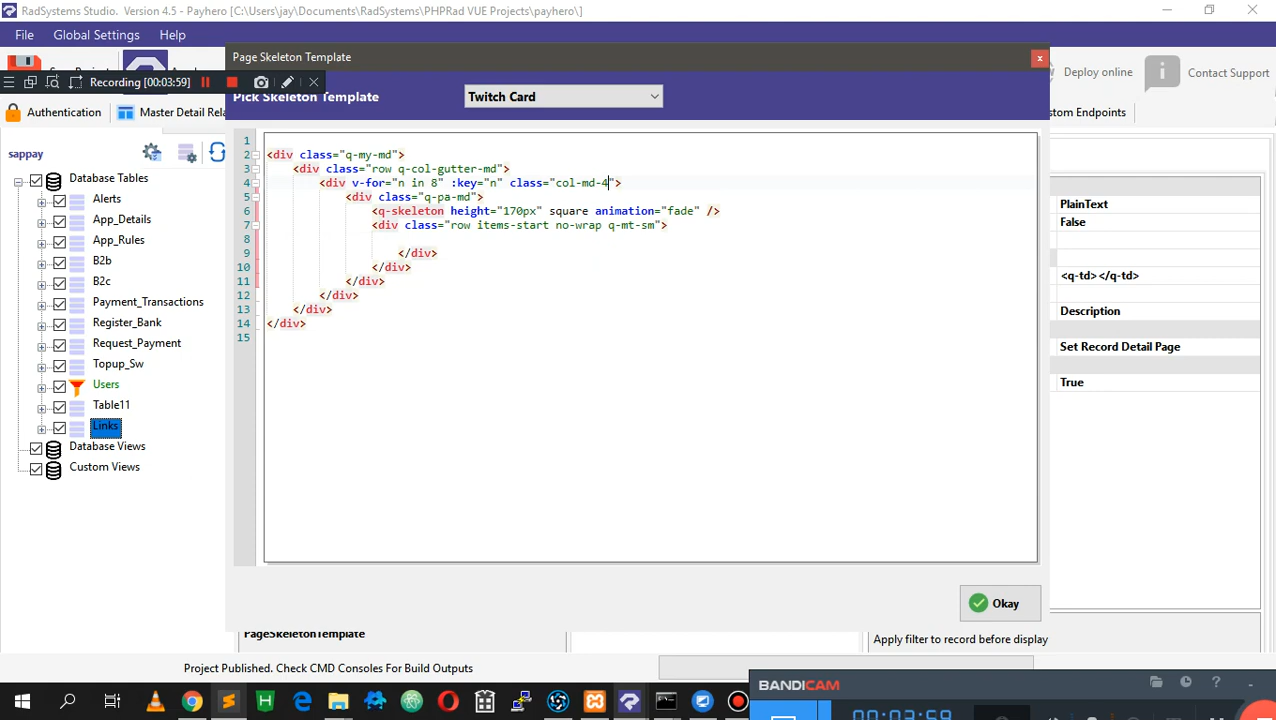 RadSystems Studio. Version 4.5 - Payhero [C:\Users\jay\Documents\RadSystems\PHPRad VUE Projects\payhero\]
File Global Settings Help
Page Skeleton Template
x
Recording [00:03:59]
Deploy online
Contact Support
Pick Skeleton Template
Twitch Card
Authentication
Master Detail Rela
stom Endpoints
sappay
Database Tables
Alerts
App_Details
App_Rules
B2b
B2c
Payment_Transactions
Register_Bank
Request_Payment
Topup_Sw
Users
Table11
Links
Database Views
Custom Views
1
2 <div class="q-my-md">
3 <div class="row q-col-gutter-md">
4 <div v-for="n in 8" :key="n" class="col-md-4">
5 <div class="q-pa-md">
6 <q-skeleton height="170px" square animation="fade" />
7 <div class="row items-start no-wrap q-mt-sm">
8
9 </div>
10 </div>
11 </div>
12 </div>
13 </div>
14 </div>
15
PlainText
False
<q-td></q-td>
Description
Set Record Detail Page
True
Okay
PageSkeletonTemplate
Apply filter to record before display
Project Published. Check CMD Consoles For Build Outputs
BANDICAM
00:03:59